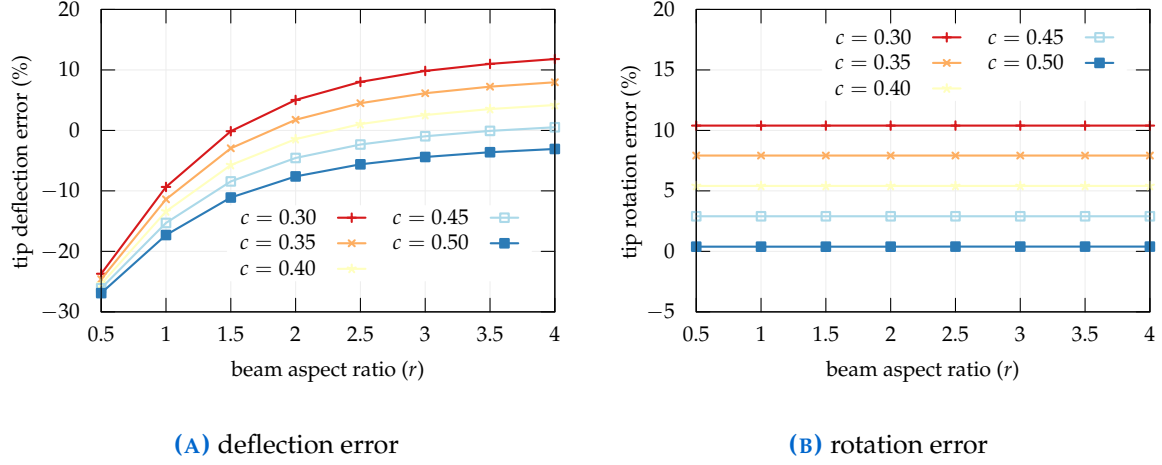 20
10
0
−10
−20
−30
tip deflection error (%)
c = 0.30
c = 0.45
c = 0.35
c = 0.50
c = 0.40
0.5 1 1.5 2 2.5 3 3.5 4
beam aspect ratio (r)
(A) deflection error
20
15
10
5
0
−5
tip rotation error (%)
c = 0.30
c = 0.45
c = 0.35
c = 0.50
c = 0.40
0.5 1 1.5 2 2.5 3 3.5 4
beam aspect ratio (r)
(B) rotation error